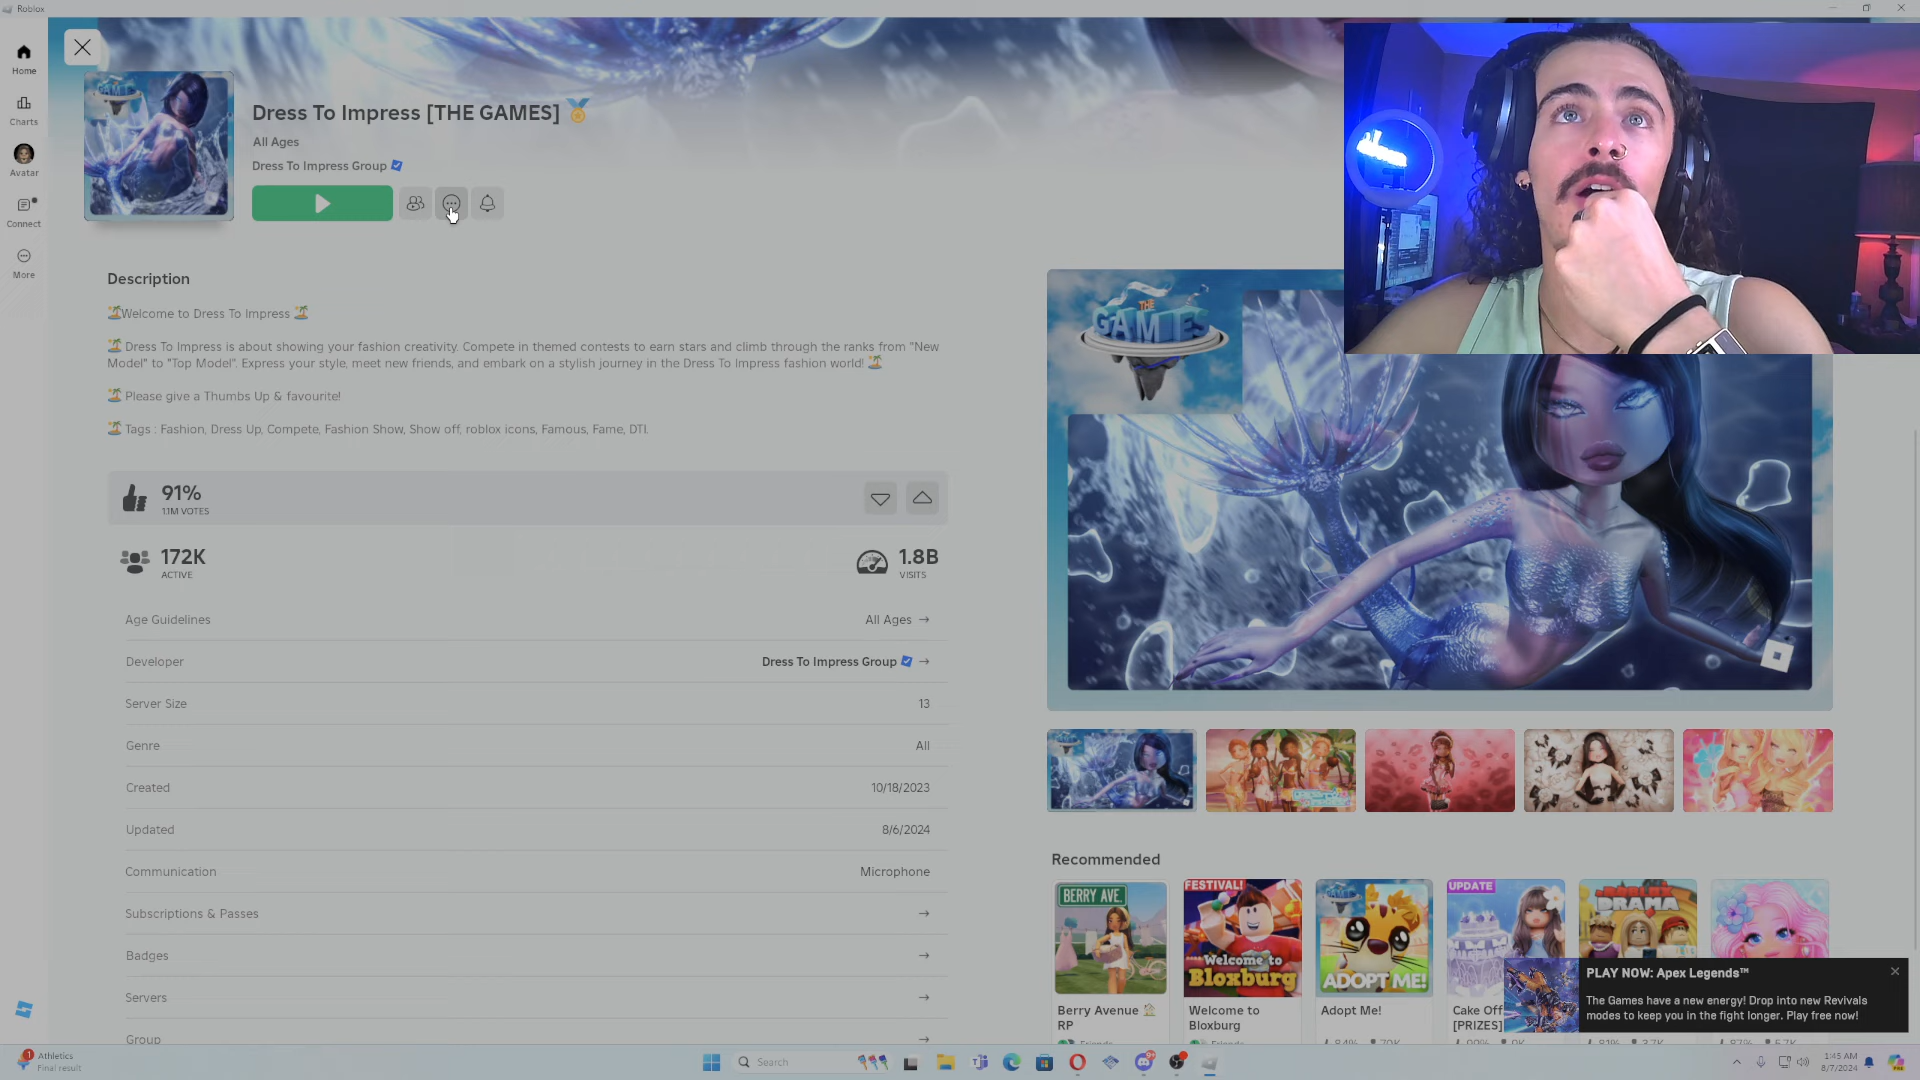 Roblox
Home
Charts
Avatar
Connect
More
Dress To Impress [THE GAMES] 🏅
All Ages
Dress To Impress Group
Description
🏝️Welcome to Dress To Impress 🏝️
🏝️Dress To Impress is about showing your fashion creativity. Compete in themed contests to earn stars and climb through the ranks from "New
Model" to "Top Model". Express your style, meet new friends, and embark on a stylish journey in the Dress To Impress fashion world! 🏝️
🏝️Please give a Thumbs Up & favourite!
🏝️Tags : Fashion, Dress Up, Compete, Fashion Show, Show off, roblox icons, Famous, Fame, DTI.
91%
1.1M VOTES
172K
ACTIVE
1.8B
VISITS
Age Guidelines
All Ages
Developer
Dress To Impress Group
Server Size
13
Genre
All
Created
10/18/2023
Updated
8/6/2024
Communication
Microphone
Subscriptions & Passes
Badges
Servers
Group
THE
GAMES
Recommended
BERRY AVE.
Berry Avenue 🏠
RP
FESTIVAL!
Welcome to
Bloxburg
Welcome to
Bloxburg
ADOPT ME!
Adopt Me!
UPDATE
Cake Off
[PRIZES]
DRAMA
PLAY NOW: Apex Legends™
The Games have a new energy! Drop into new Revivals
modes to keep you in the fight longer. Play free now!
Athletics
Final result
Search
1:45 AM
8/7/2024